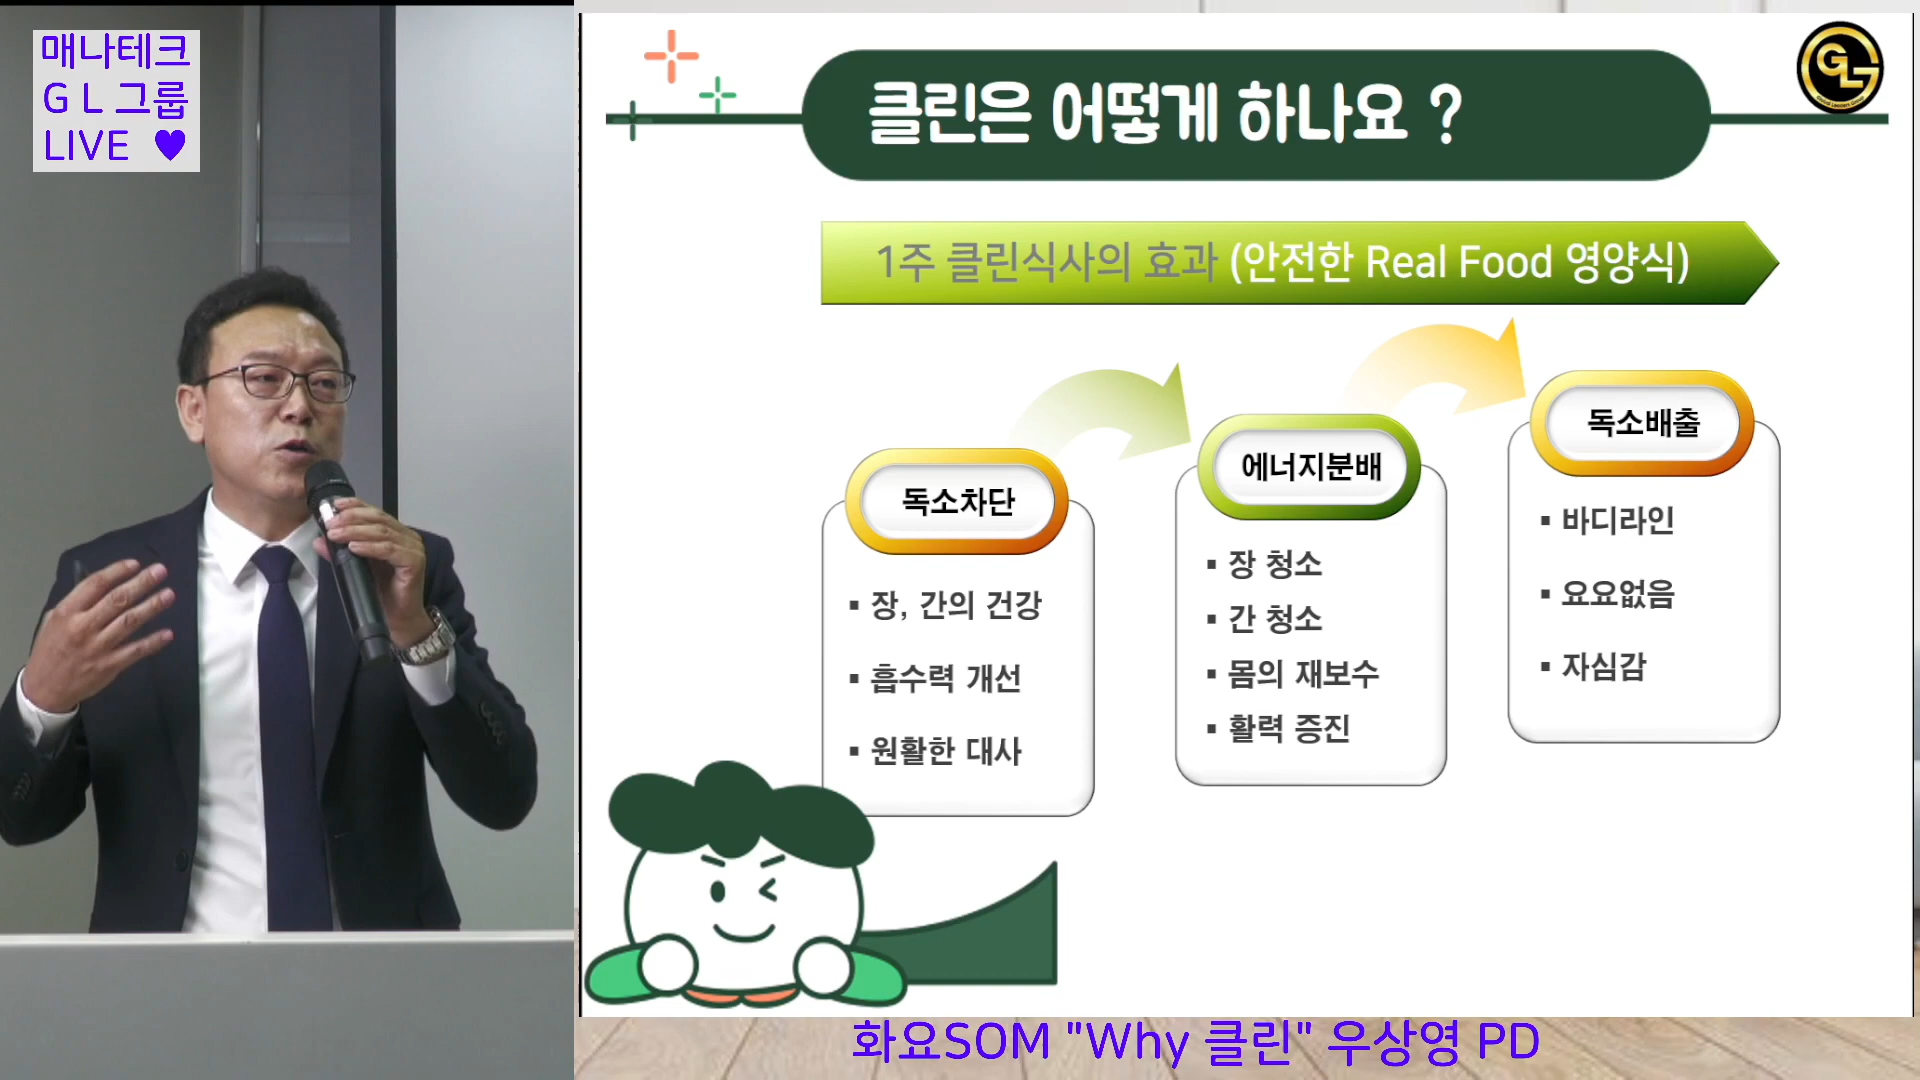 매나테크
G L 그룹
LIVE ♥
클린은 어떻게 하나요 ?
GLG
1주 클린식사의 효과 (안전한 Real Food 영양식)
독소차단
▪ 장, 간의 건강
▪ 흡수력 개선
▪ 원활한 대사
에너지분배
▪ 장 청소
▪ 간 청소
▪ 몸의 재보수
▪ 활력 증진
독소배출
▪ 바디라인
▪ 요요없음
▪ 자심감
화요SOM "Why 클린" 우상영 PD